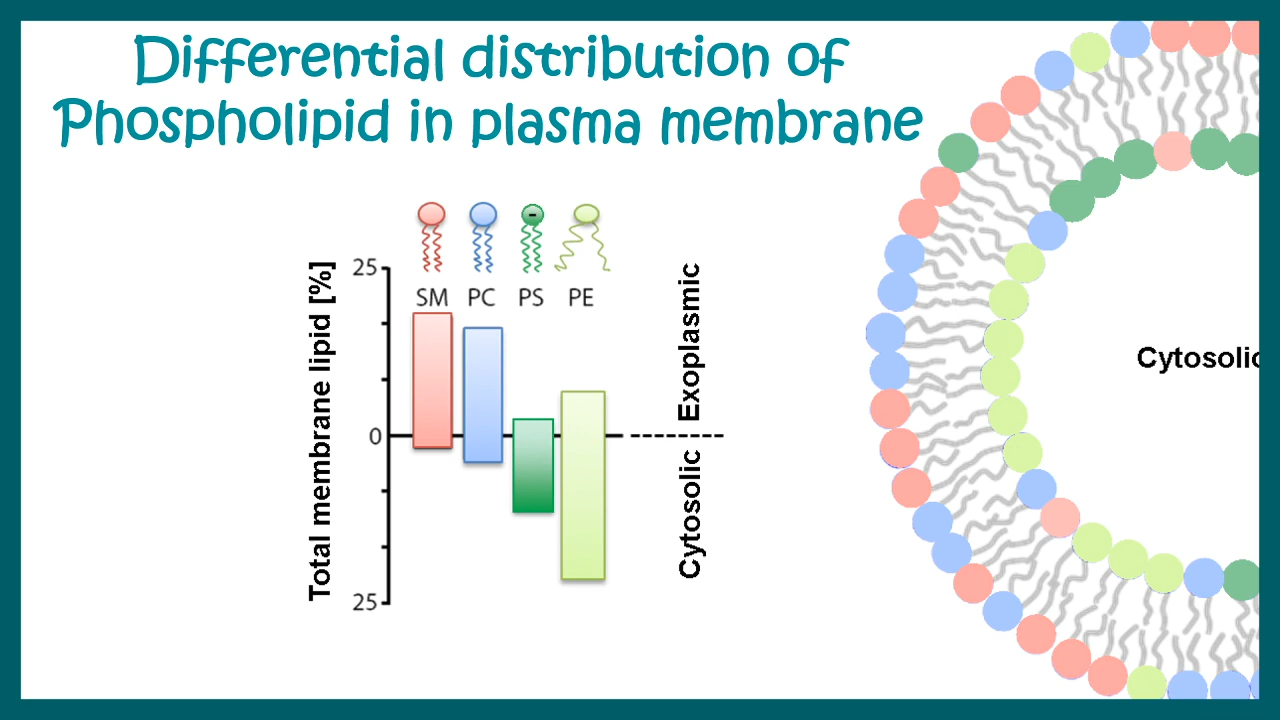 Differential distribution of
Phospholipid in plasma membrane
-
SM PC PS PE
25
0
25
Total membrane lipid [%]
Exoplasmic
Cytosolic
Cytosolic